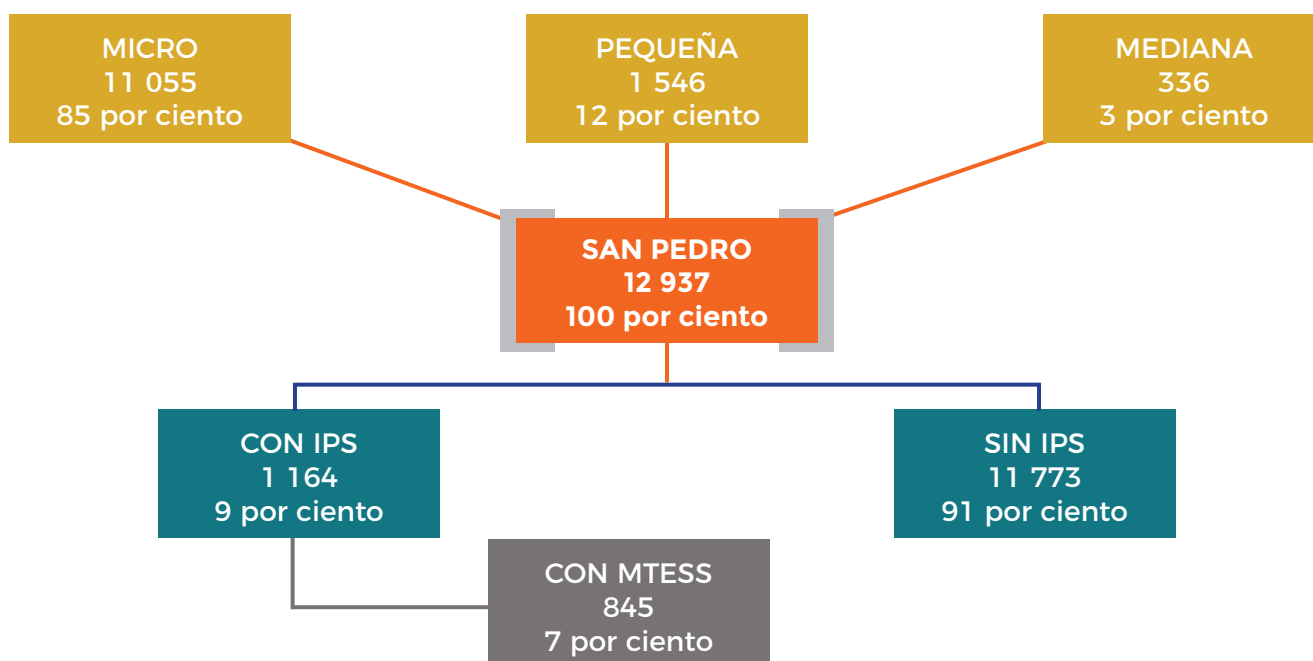 MICRO
11 055
85 por ciento
PEQUEÑA
1 546
12 por ciento
MEDIANA
336
3 por ciento
SAN PEDRO
12 937
100 por ciento
CON IPS
1 164
9 por ciento
SIN IPS
11 773
91 por ciento
CON MTESS
845
7 por ciento